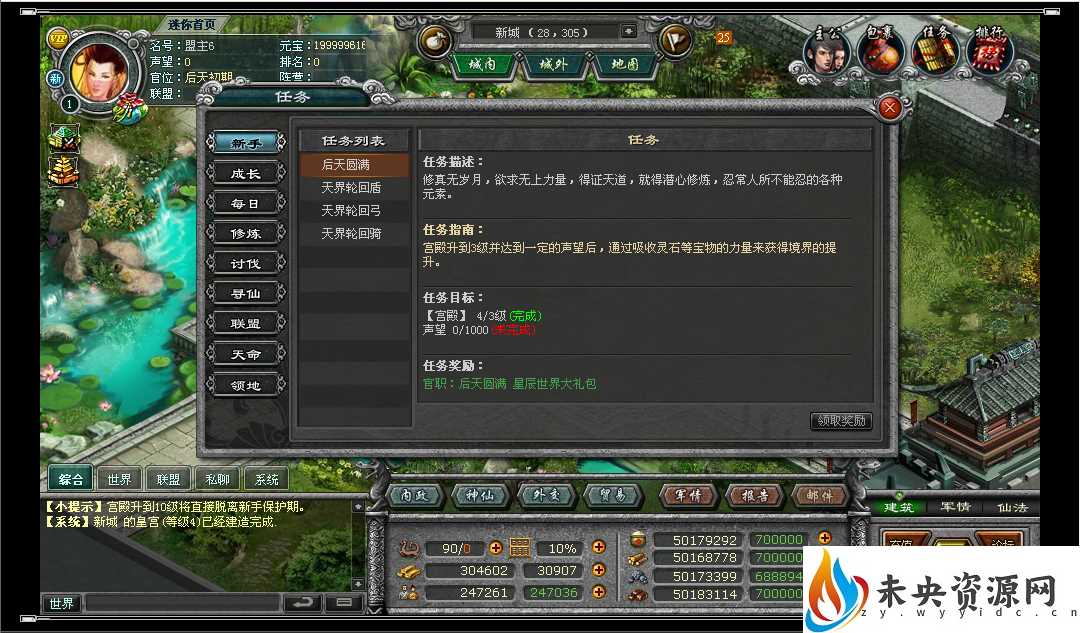 迷你首页
VIP
名号：盟主6
元宝：199999616
声望：0
排名：0
官位：后天初期
阵营：
联盟：
新
1
新城（28，305）
城内
城外
地图
25
主公
包裹
任务
排行
任务
新手
成长
每日
修炼
讨伐
寻仙
联盟
天命
领地
任务列表
后天圆满
天界轮回盾
天界轮回弓
天界轮回骑
任务
任务描述：
修真无岁月，欲求无上力量，得证天道，就得潜心修炼，忍常人所不能忍的各种
元素。
任务指南：
宫殿升到3级并达到一定的声望后，通过吸收灵石等宝物的力量来获得境界的提
升。
任务目标：
【宫殿】 4/3级(完成)
声望 0/1000(未完成)
任务奖励：
官职：后天圆满 星辰世界大礼包
领取奖励
综合
世界
联盟
私聊
系统
【小提示】宫殿升到10级将直接脱离新手保护期。
【系统】新城 的皇宫(等级4)已经建造完成.
世界
内政
神仙
外交
贸易
军情
报告
邮件
90/0
10%
304602
30907
247261
247036
50179292
700000
50168778
700000
50173399
688894
50183114
700000
建筑
军情
仙法
充值
论坛
未央资源网
zy.wyyidc.cn